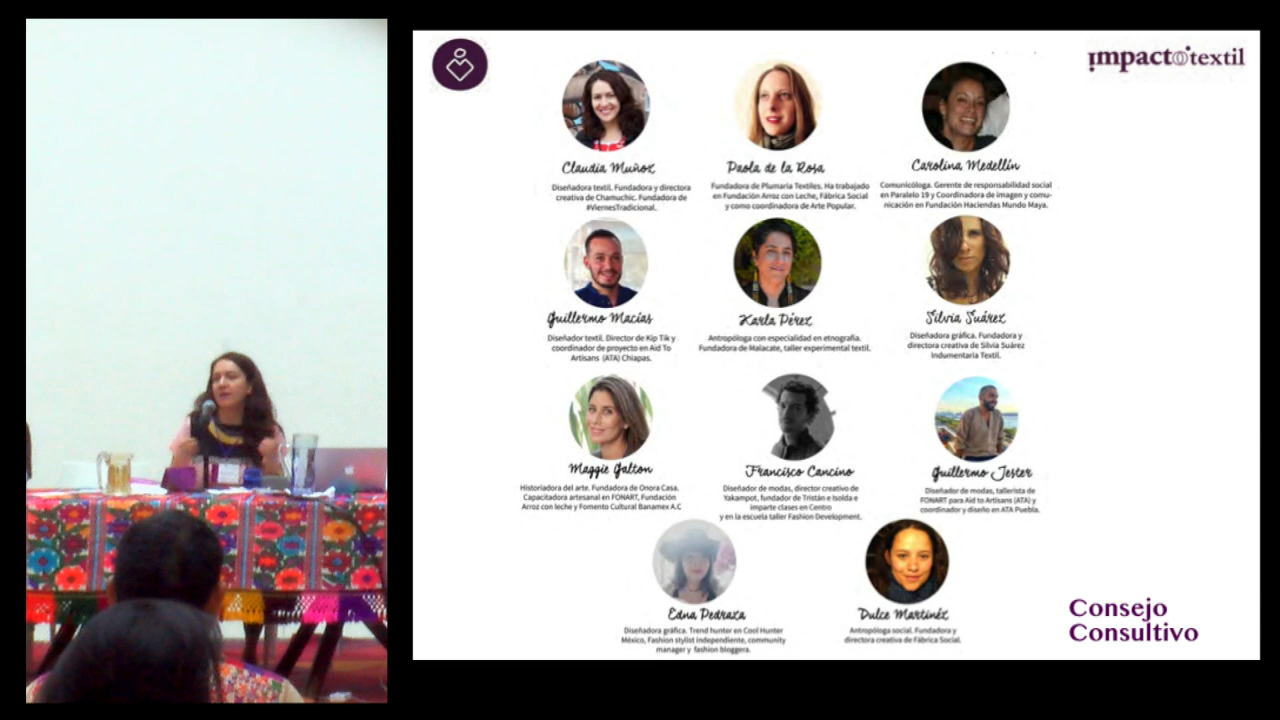 impacto textil
Claudia Muñoz
Diseñadora textil. Fundadora y directora
creativa de Chamuchic. Fundadora de
#ViernesTradicional.
Paola de la Rosa
Fundadora de Plumaria Textiles. Ha trabajado
en Fundación Arroz con Leche, Fábrica Social
y como coordinadora de Arte Popular.
Carolina Medellín
Comunicóloga. Gerente de responsabilidad social
en Paralelo 19 y Coordinadora de imagen y comu-
nicación en Fundación Haciendas Mundo Maya.
Guillermo Macías
Diseñador textil. Director de Kip Tik y
coordinador de proyecto en Aid To
Artisans (ATA) Chiapas.
Karla Pérez
Antropóloga con especialidad en etnografía.
Fundadora de Malacate, taller experimental textil.
Silvia Suárez
Diseñadora gráfica. Fundadora y
directora creativa de Silvia Suárez
Indumentaria Textil.
Maggie Galton
Historiadora del arte. Fundadora de Onora Casa.
Capacitadora artesanal en FONART, Fundación
Arroz con leche y Fomento Cultural Banamex A.C
Francisco Cancino
Diseñador de modas, director creativo de
Yakampot, fundador de Tristán e Isolda e
imparte clases en Centro
y en la escuela taller Fashion Development.
Guillermo Jester
Diseñador de modas, tallerista de
FONART para Aid to Artisans (ATA) y
coordinador y diseño en ATA Puebla.
Edna Pedraza
Diseñadora gráfica. Trend hunter en Cool Hunter
México, Fashion stylist independiente, community
manager y fashion bloggera.
Dulce Martinéz
Antropóloga social. Fundadora y
directora creativa de Fábrica Social.
Consejo
Consultivo